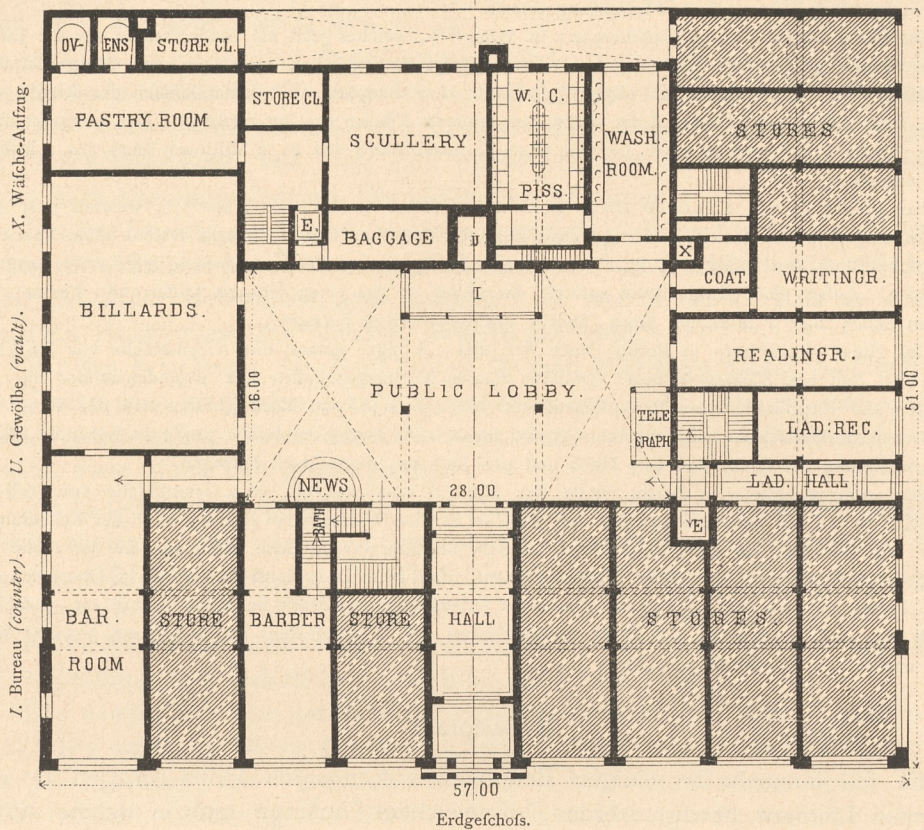 OV- ENS STORE CL.
PASTRY. ROOM
STORE CL.
SCULLERY
W. C.
PISS.
WASH
ROOM.
STORES
E.
BAGGAGE
U
X
COAT.
WRITINGR.
BILLARDS.
I
READINGR.
PUBLIC LOBBY
16.00
51.00
TELE
GRAPH
LAD: REC.
NEWS
28.00
LAD. HALL
BATH
E
BAR.
ROOM
STORE
BARBER
STORE
HALL
STORES.
57.00
Erdgeſchoſs.
I. Bureau (counter). U. Gewölbe (vault). X. Wäſche-Aufzug.